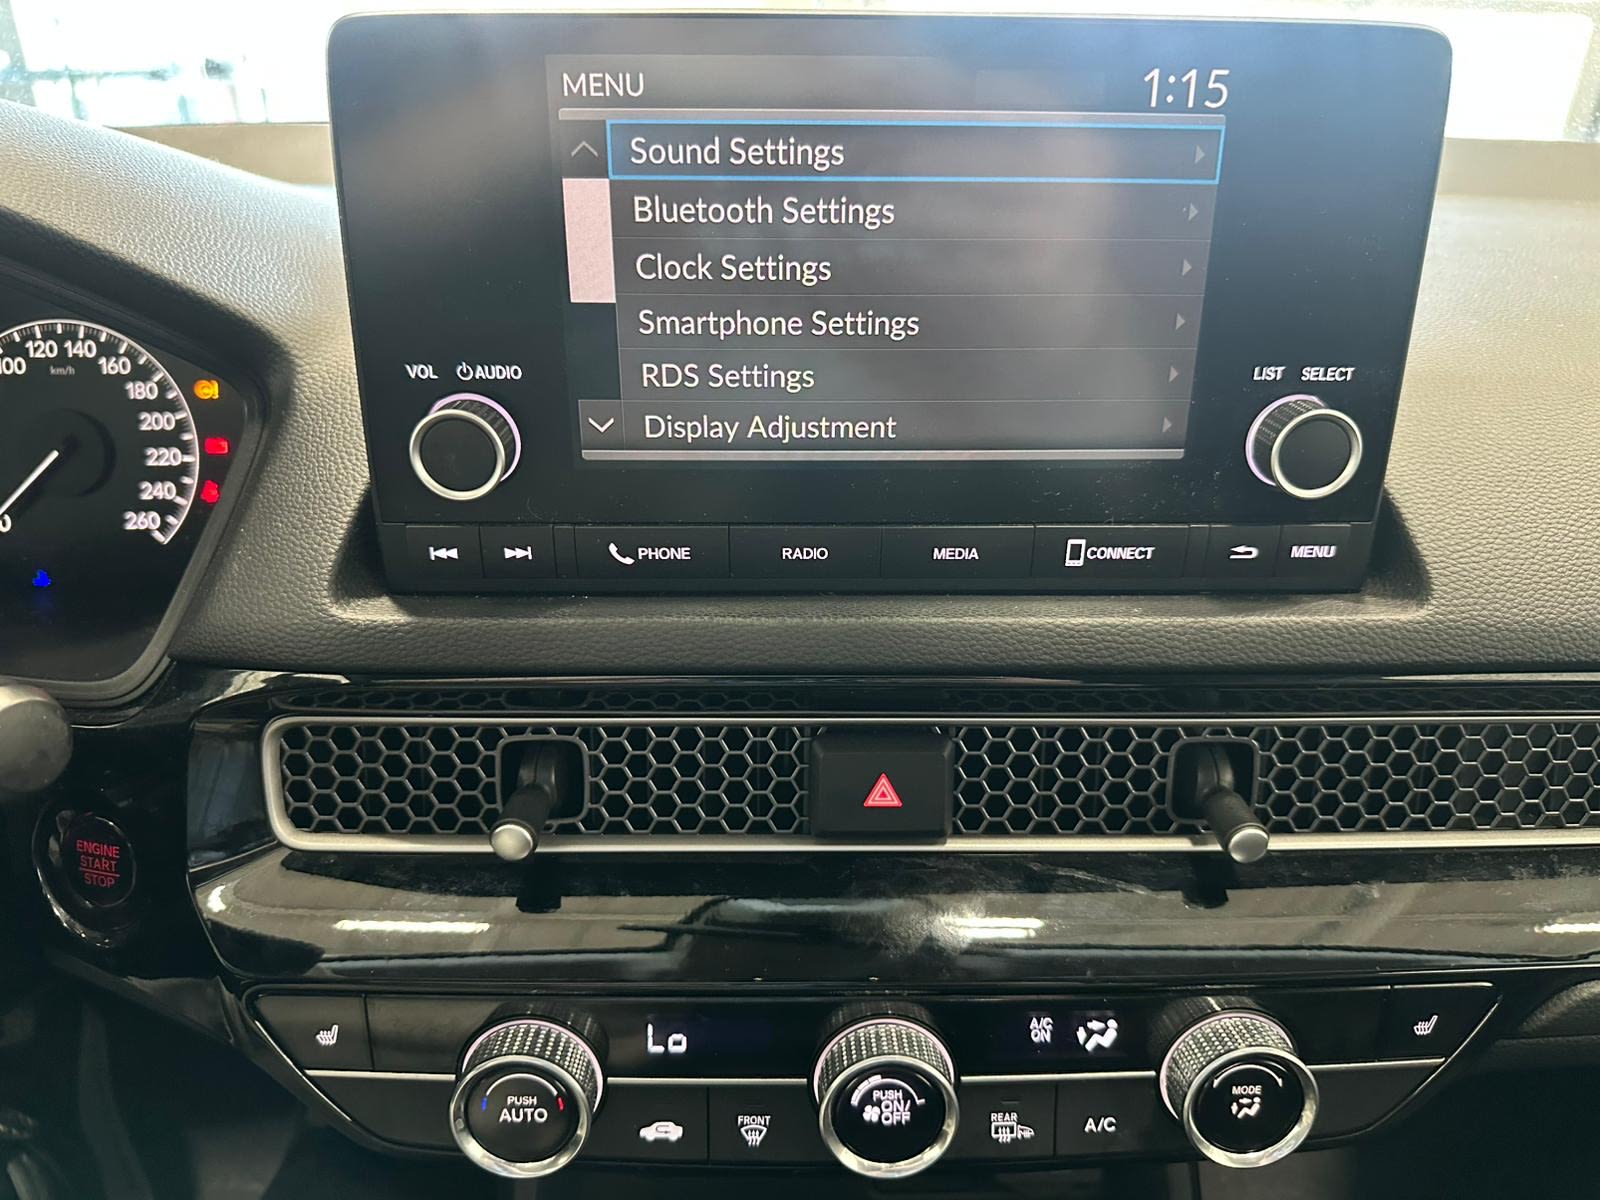 MENU
1:15
Sound Settings
Bluetooth Settings
Clock Settings
Smartphone Settings
RDS Settings
Display Adjustment
VOL AUDIO
LIST SELECT
PHONE
RADIO
MEDIA
CONNECT
MENU
100 120 140 160 180 200 220 240 260
km/h
0
ENGINE
START
STOP
Lo
A/C
ON
PUSH
AUTO
FRONT
PUSH
ON/
OFF
REAR
A/C
MODE